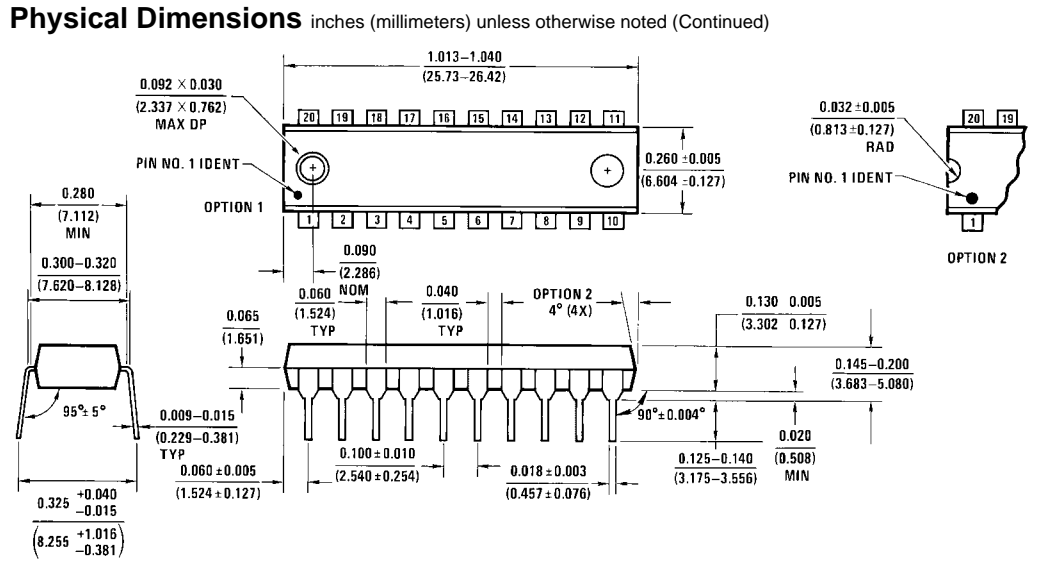 Physical Dimensions inches (millimeters) unless otherwise noted (Continued)
1.013–1.040
(25.73–26.42)
0.092 × 0.030
(2.337 × 0.762)
MAX DP
20 19 18 17 16 15 14 13 12 11
PIN NO. 1 IDENT
OPTION 1
1 2 3 4 5 6 7 8 9 10
0.260 ±0.005
(6.604 ±0.127)
0.032 ±0.005
(0.813 ±0.127)
RAD
20 19
PIN NO. 1 IDENT
1
OPTION 2
0.280
(7.112)
MIN
0.300–0.320
(7.620–8.128)
0.090
(2.286)
NOM
0.060
(1.524)
TYP
0.040
(1.016)
TYP
OPTION 2
4° (4X)
0.130 0.005
(3.302 0.127)
0.065
(1.651)
0.145–0.200
(3.683–5.080)
95° ± 5°
0.009–0.015
(0.229–0.381)
TYP
90° ± 0.004°
0.020
(0.508)
MIN
0.125–0.140
(3.175–3.556)
0.100 ± 0.010
(2.540 ± 0.254)
0.018 ± 0.003
(0.457 ± 0.076)
0.060 ± 0.005
(1.524 ± 0.127)
0.325 +0.040
–0.015
(8.255 +1.016
–0.381)